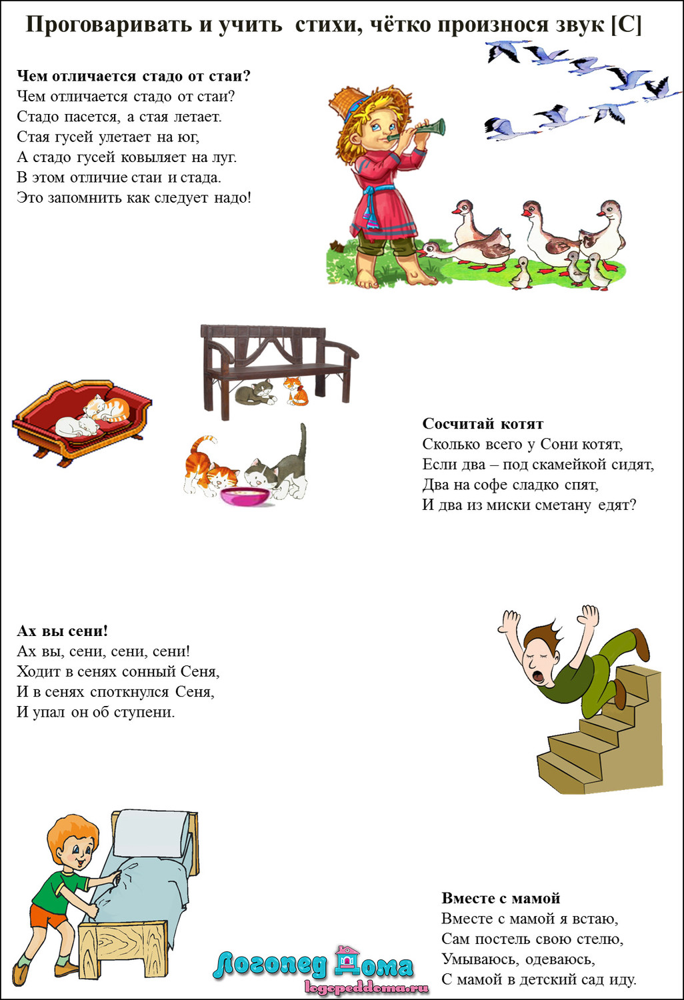 Проговаривать и учить стихи, чётко произнося звук [С]
Чем отличается стадо от стаи?
Чем отличается стадо от стаи?
Стадо пасется, а стая летает.
Стая гусей улетает на юг,
А стадо гусей ковыляет на луг.
В этом отличие стаи и стада.
Это запомнить как следует надо!
Сосчитай котят
Сколько всего у Сони котят,
Если два – под скамейкой сидят,
Два на софе сладко спят,
И два из миски сметану едят?
Ах вы сени!
Ах вы, сени, сени, сени!
Ходит в сенях сонный Сеня,
И в сенях споткнулся Сеня,
И упал он об ступени.
Вместе с мамой
Вместе с мамой я встаю,
Сам постель свою стелю,
Умываюсь, одеваюсь,
С мамой в детский сад иду.
Логопед Дома
logopeddoma.ru